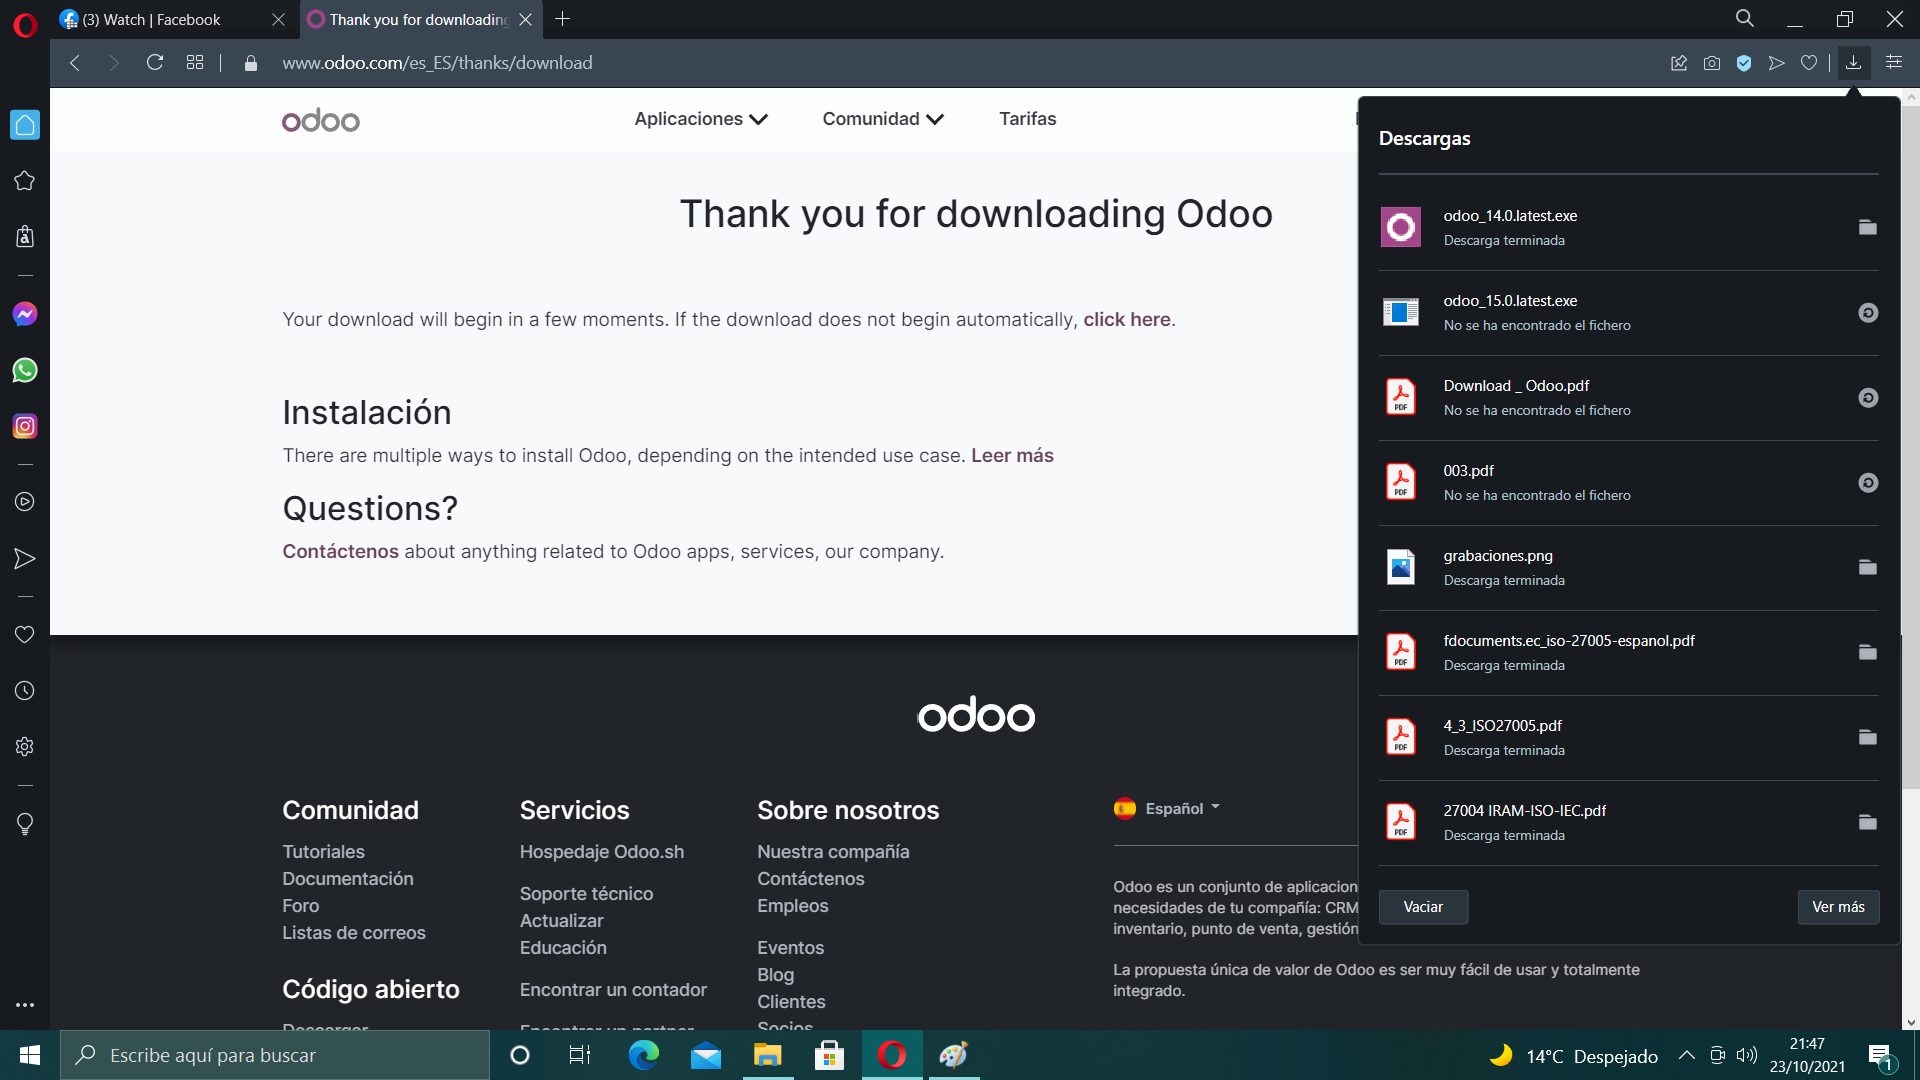 (3) Watch | Facebook
Thank you for downloading
www.odoo.com/es_ES/thanks/download
odoo
Aplicaciones
Comunidad
Tarifas
Thank you for downloading Odoo
Your download will begin in a few moments. If the download does not begin automatically, click here.
Instalación
There are multiple ways to install Odoo, depending on the intended use case. Leer más
Questions?
Contáctenos about anything related to Odoo apps, services, our company.
Descargas
odoo_14.0.latest.exe
Descarga terminada
odoo_15.0.latest.exe
No se ha encontrado el fichero
Download _ Odoo.pdf
No se ha encontrado el fichero
003.pdf
No se ha encontrado el fichero
grabaciones.png
Descarga terminada
fdocuments.ec_iso-27005-espanol.pdf
Descarga terminada
4_3_ISO27005.pdf
Descarga terminada
27004 IRAM-ISO-IEC.pdf
Descarga terminada
Vaciar
Ver más
odoo
Comunidad
Tutoriales
Documentación
Foro
Listas de correos
Código abierto
Descargar
Servicios
Hospedaje Odoo.sh
Soporte técnico
Actualizar
Educación
Encontrar un contador
Encontrar un partner
Sobre nosotros
Nuestra compañía
Contáctenos
Empleos
Eventos
Blog
Clientes
Socios
Español
Odoo es un conjunto de aplicacion
necesidades de tu compañía: CRM
inventario, punto de venta, gestión
La propuesta única de valor de Odoo es ser muy fácil de usar y totalmente
integrado.
Escribe aquí para buscar
14°C Despejado
21:47
23/10/2021
1